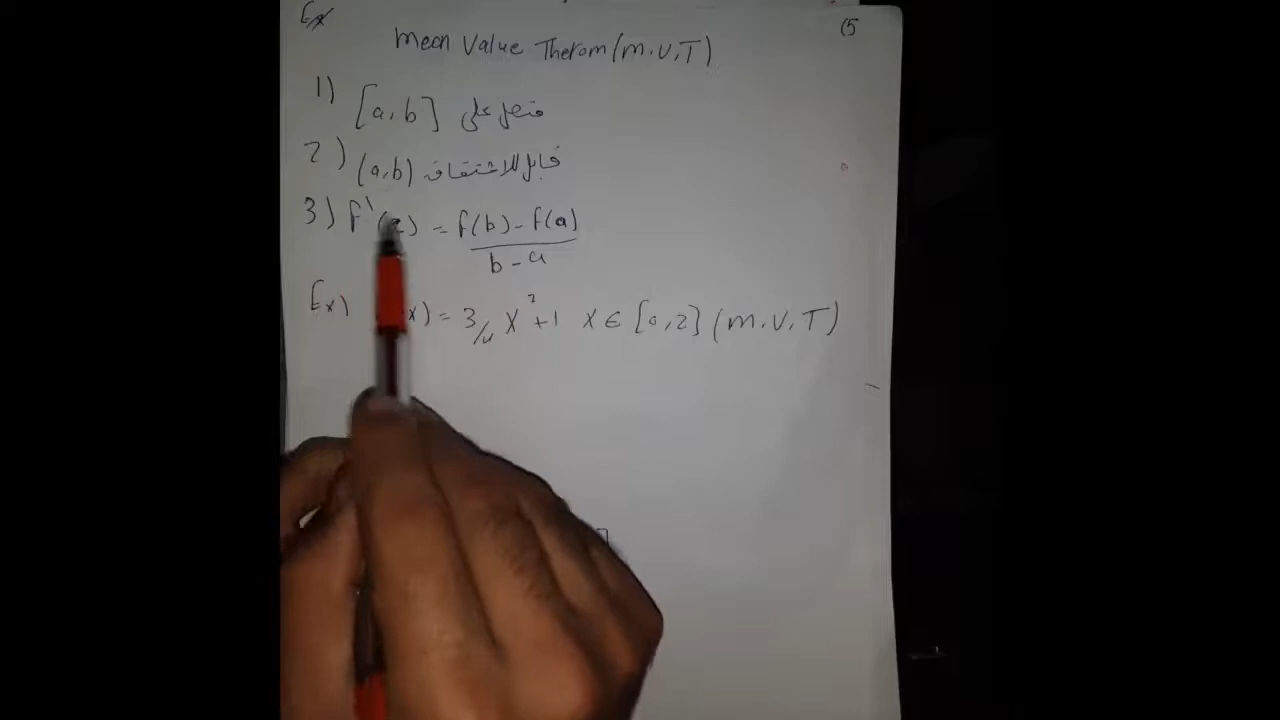 Ex
Mean Value Therom (m.v.T)
(5
1) [a,b] متصل على
2) (a,b) قابل للاشتقاق
3) f'( ) = f(b) - f(a) / b - a
Ex) (x) = 3/4 x² + 1 x ∈ [0,2] (m.v.T)